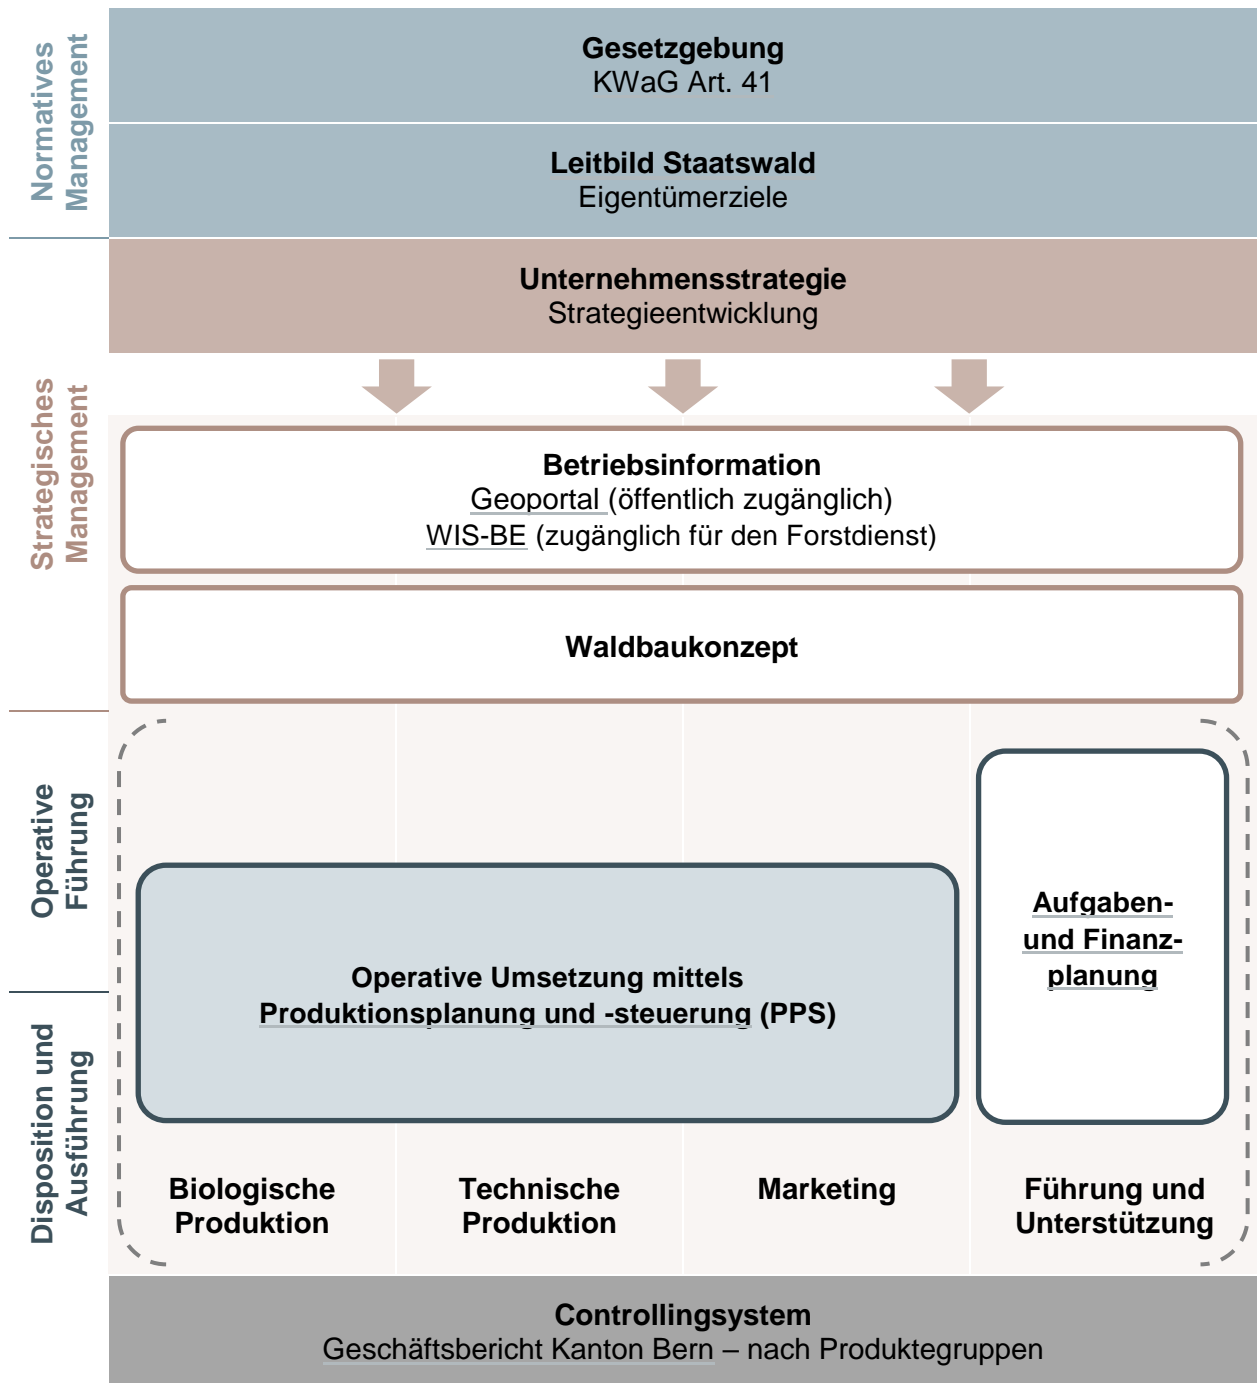 Normatives
Management
Gesetzgebung
KWaG Art. 41
Leitbild Staatswald
Eigentümerziele
Strategisches
Management
Unternehmensstrategie
Strategieentwicklung
Betriebsinformation
Geoportal (öffentlich zugänglich)
WIS-BE (zugänglich für den Forstdienst)
Waldbaukonzept
Operative
Führung
Disposition und
Ausführung
Operative Umsetzung mittels
Produktionsplanung und -steuerung (PPS)
Aufgaben-
und Finanz-
planung
Biologische
Produktion
Technische
Produktion
Marketing
Führung und
Unterstützung
Controllingsystem
Geschäftsbericht Kanton Bern – nach Produktegruppen